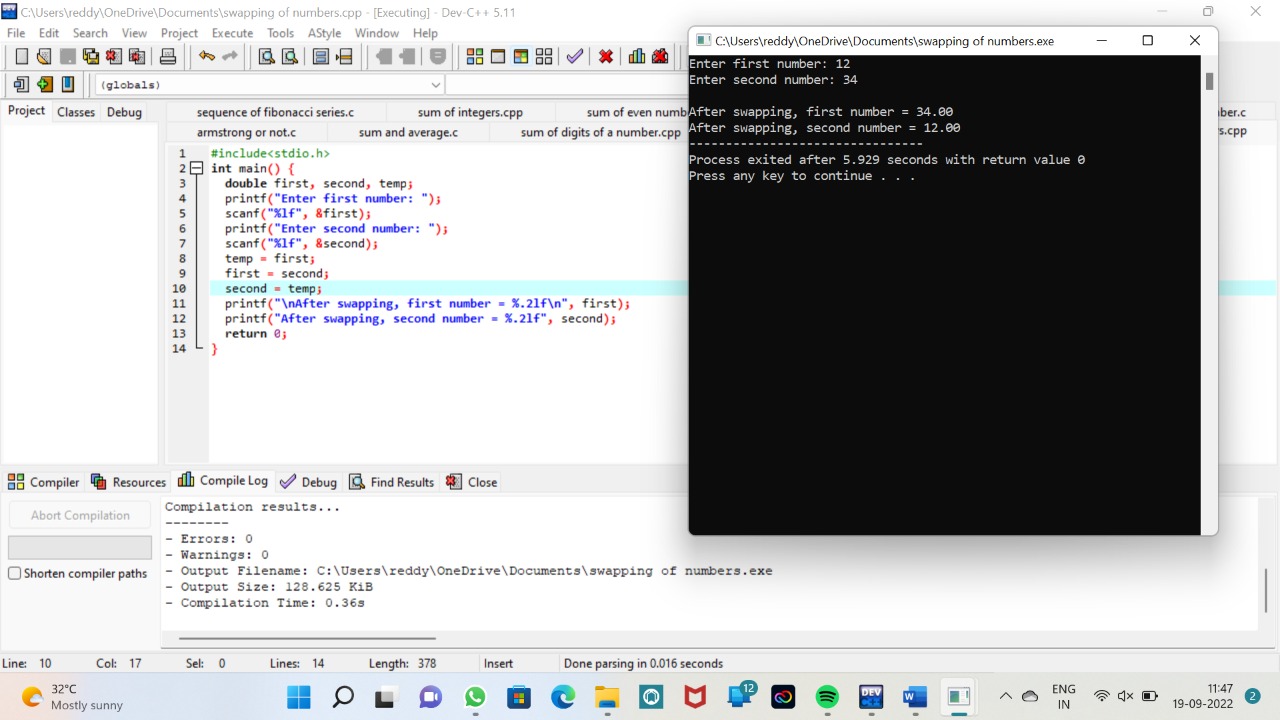 C:\Users\reddy\OneDrive\Documents\swapping of numbers.cpp - [Executing] - Dev-C++ 5.11
File Edit Search View Project Execute Tools AStyle Window Help
(globals)
Project Classes Debug
sequence of fibonacci series.c sum of integers.cpp sum of even numb ber.c
armstrong or not.c sum and average.c sum of digits of a number.cpp s.cpp
1 #include<stdio.h>
2 int main() {
3 double first, second, temp;
4 printf("Enter first number: ");
5 scanf("%lf", &first);
6 printf("Enter second number: ");
7 scanf("%lf", &second);
8 temp = first;
9 first = second;
10 second = temp;
11 printf("\nAfter swapping, first number = %.2lf\n", first);
12 printf("After swapping, second number = %.2lf", second);
13 return 0;
14 }
C:\Users\reddy\OneDrive\Documents\swapping of numbers.exe
Enter first number: 12
Enter second number: 34
After swapping, first number = 34.00
After swapping, second number = 12.00
--------------------------------
Process exited after 5.929 seconds with return value 0
Press any key to continue . . .
Compiler Resources Compile Log Debug Find Results Close
Abort Compilation
Shorten compiler paths
Compilation results...
--------
- Errors: 0
- Warnings: 0
- Output Filename: C:\Users\reddy\OneDrive\Documents\swapping of numbers.exe
- Output Size: 128.625 KiB
- Compilation Time: 0.36s
Line: 10 Col: 17 Sel: 0 Lines: 14 Length: 378 Insert Done parsing in 0.016 seconds
32°C
Mostly sunny
12
DEV
W
ENG
IN
11:47
19-09-2022
2